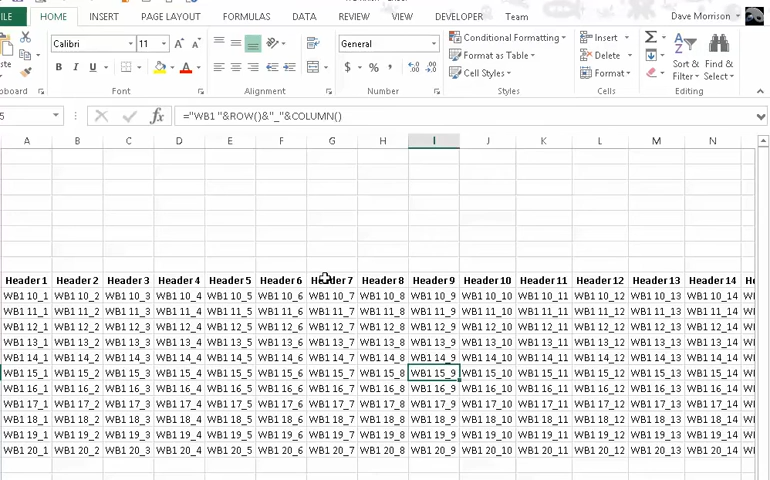 ILE HOME INSERT PAGE LAYOUT FORMULAS DATA REVIEW VIEW DEVELOPER Team Dave Morrison
Calibri 11 General Conditional Formatting Insert
Format as Table Delete
B I U A $ % , Cell Styles Format Sort & Find &
Filter Select
board Font Alignment Number Styles Cells Editing
5 fx ="WB1 "&ROW()&"_"&COLUMN()
A B C D E F G H I J K L M N
Header 1 Header 2 Header 3 Header 4 Header 5 Header 6 Header 7 Header 8 Header 9 Header 10 Header 11 Header 12 Header 13 Header 14 He
WB1 10_1 WB1 10_2 WB1 10_3 WB1 10_4 WB1 10_5 WB1 10_6 WB1 10_7 WB1 10_8 WB1 10_9 WB1 10_10 WB1 10_11 WB1 10_12 WB1 10_13 WB1 10_14 WI
WB1 11_1 WB1 11_2 WB1 11_3 WB1 11_4 WB1 11_5 WB1 11_6 WB1 11_7 WB1 11_8 WB1 11_9 WB1 11_10 WB1 11_11 WB1 11_12 WB1 11_13 WB1 11_14 WI
WB1 12_1 WB1 12_2 WB1 12_3 WB1 12_4 WB1 12_5 WB1 12_6 WB1 12_7 WB1 12_8 WB1 12_9 WB1 12_10 WB1 12_11 WB1 12_12 WB1 12_13 WB1 12_14 WI
WB1 13_1 WB1 13_2 WB1 13_3 WB1 13_4 WB1 13_5 WB1 13_6 WB1 13_7 WB1 13_8 WB1 13_9 WB1 13_10 WB1 13_11 WB1 13_12 WB1 13_13 WB1 13_14 WI
WB1 14_1 WB1 14_2 WB1 14_3 WB1 14_4 WB1 14_5 WB1 14_6 WB1 14_7 WB1 14_8 WB1 14_9 WB1 14_10 WB1 14_11 WB1 14_12 WB1 14_13 WB1 14_14 WI
WB1 15_1 WB1 15_2 WB1 15_3 WB1 15_4 WB1 15_5 WB1 15_6 WB1 15_7 WB1 15_8 WB1 15_9 WB1 15_10 WB1 15_11 WB1 15_12 WB1 15_13 WB1 15_14 WI
WB1 16_1 WB1 16_2 WB1 16_3 WB1 16_4 WB1 16_5 WB1 16_6 WB1 16_7 WB1 16_8 WB1 16_9 WB1 16_10 WB1 16_11 WB1 16_12 WB1 16_13 WB1 16_14 WI
WB1 17_1 WB1 17_2 WB1 17_3 WB1 17_4 WB1 17_5 WB1 17_6 WB1 17_7 WB1 17_8 WB1 17_9 WB1 17_10 WB1 17_11 WB1 17_12 WB1 17_13 WB1 17_14 WI
WB1 18_1 WB1 18_2 WB1 18_3 WB1 18_4 WB1 18_5 WB1 18_6 WB1 18_7 WB1 18_8 WB1 18_9 WB1 18_10 WB1 18_11 WB1 18_12 WB1 18_13 WB1 18_14 WI
WB1 19_1 WB1 19_2 WB1 19_3 WB1 19_4 WB1 19_5 WB1 19_6 WB1 19_7 WB1 19_8 WB1 19_9 WB1 19_10 WB1 19_11 WB1 19_12 WB1 19_13 WB1 19_14 WI
WB1 20_1 WB1 20_2 WB1 20_3 WB1 20_4 WB1 20_5 WB1 20_6 WB1 20_7 WB1 20_8 WB1 20_9 WB1 20_10 WB1 20_11 WB1 20_12 WB1 20_13 WB1 20_14 WI